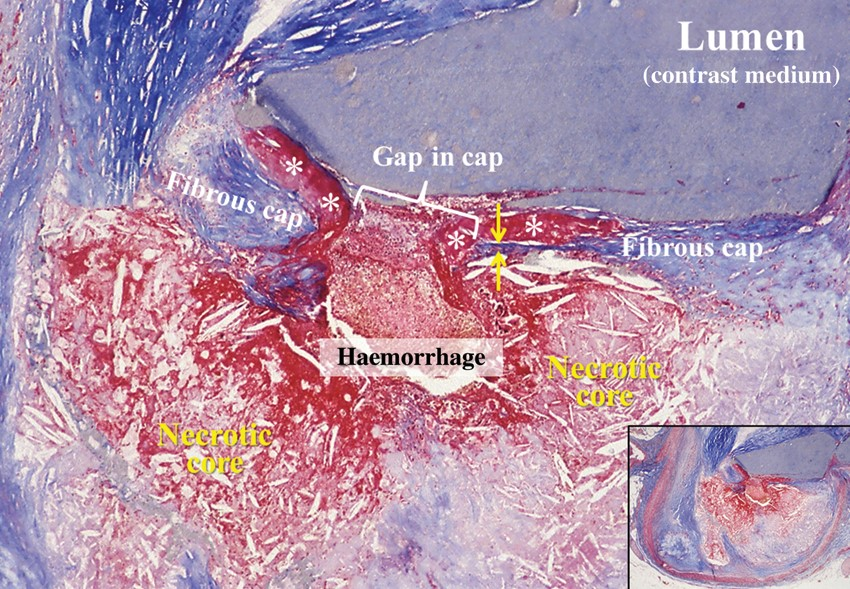 Lumen
(contrast medium)
Gap in cap
*
*
*
*
Fibrous cap
Fibrous cap
Haemorrhage
Necrotic
core
Necrotic
core